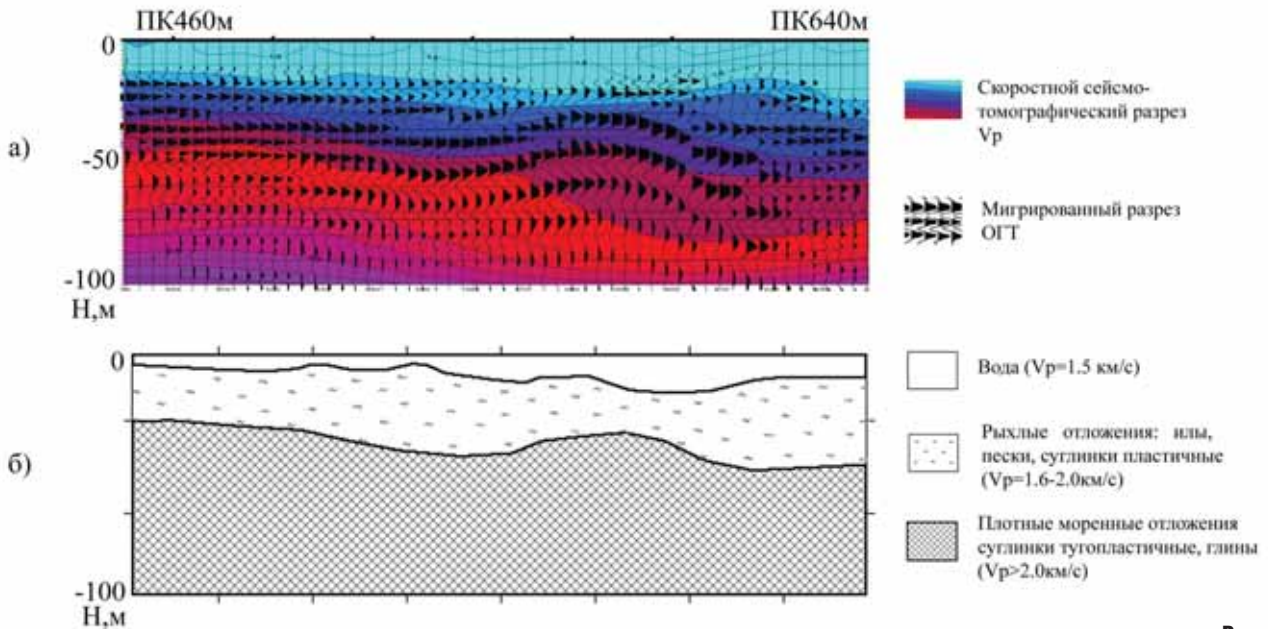 ПК460м
ПК640м
0
-50
-100
Н,м
а)
Скоростной сейсмо-
томографический разрез
Vp
Мигрированный разрез
ОГТ
0
-100
Н,м
б)
Вода (Vp=1.5 км/с)
Рыхлые отложения: илы,
пески, суглинки пластичные
(Vp=1.6-2.0км/с)
Плотные моренные отложения
суглинки тугопластичные, глины
(Vp>2.0км/с)